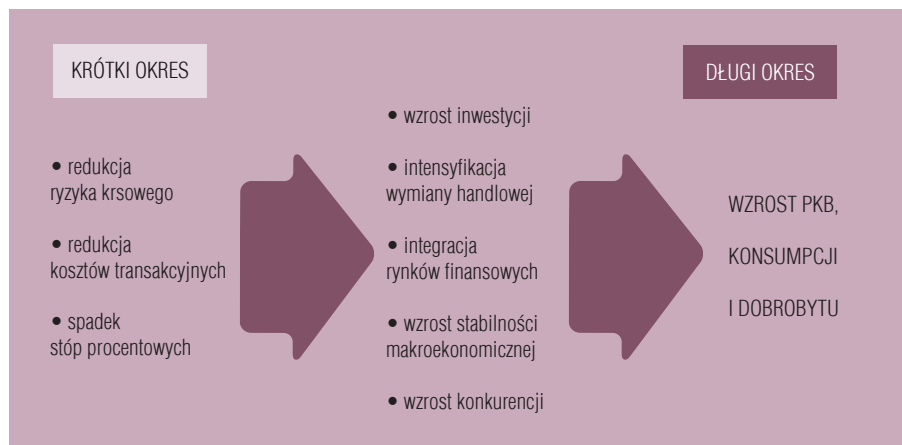 KRÓTKI OKRES
DŁUGI OKRES
• redukcja
ryzyka krsowego
• redukcja
kosztów transakcyjnych
• spadek
stóp procentowych
• wzrost inwestycji
• intensyfikacja
wymiany handlowej
• integracja
rynków finansowych
• wzrost stabilności
makroekonomicznej
• wzrost konkurencji
WZROST PKB,
KONSUMPCJI
I DOBROBYTU